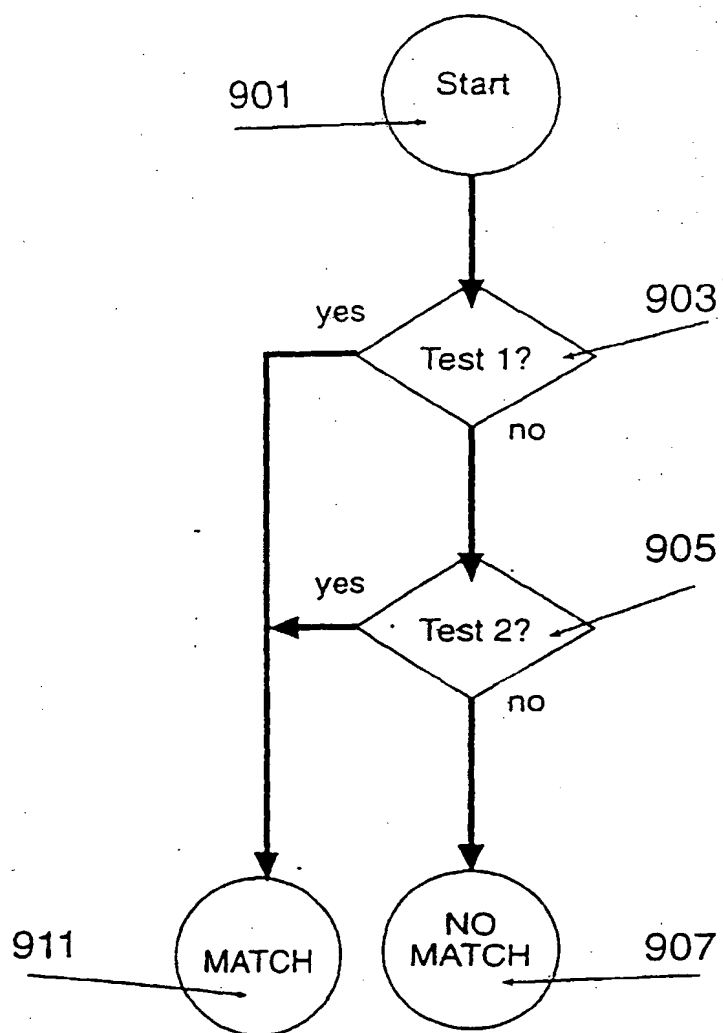 Start
901
903
yes
Test 1?
no
905
yes
Test 2?
no
911
MATCH
NO
MATCH
907